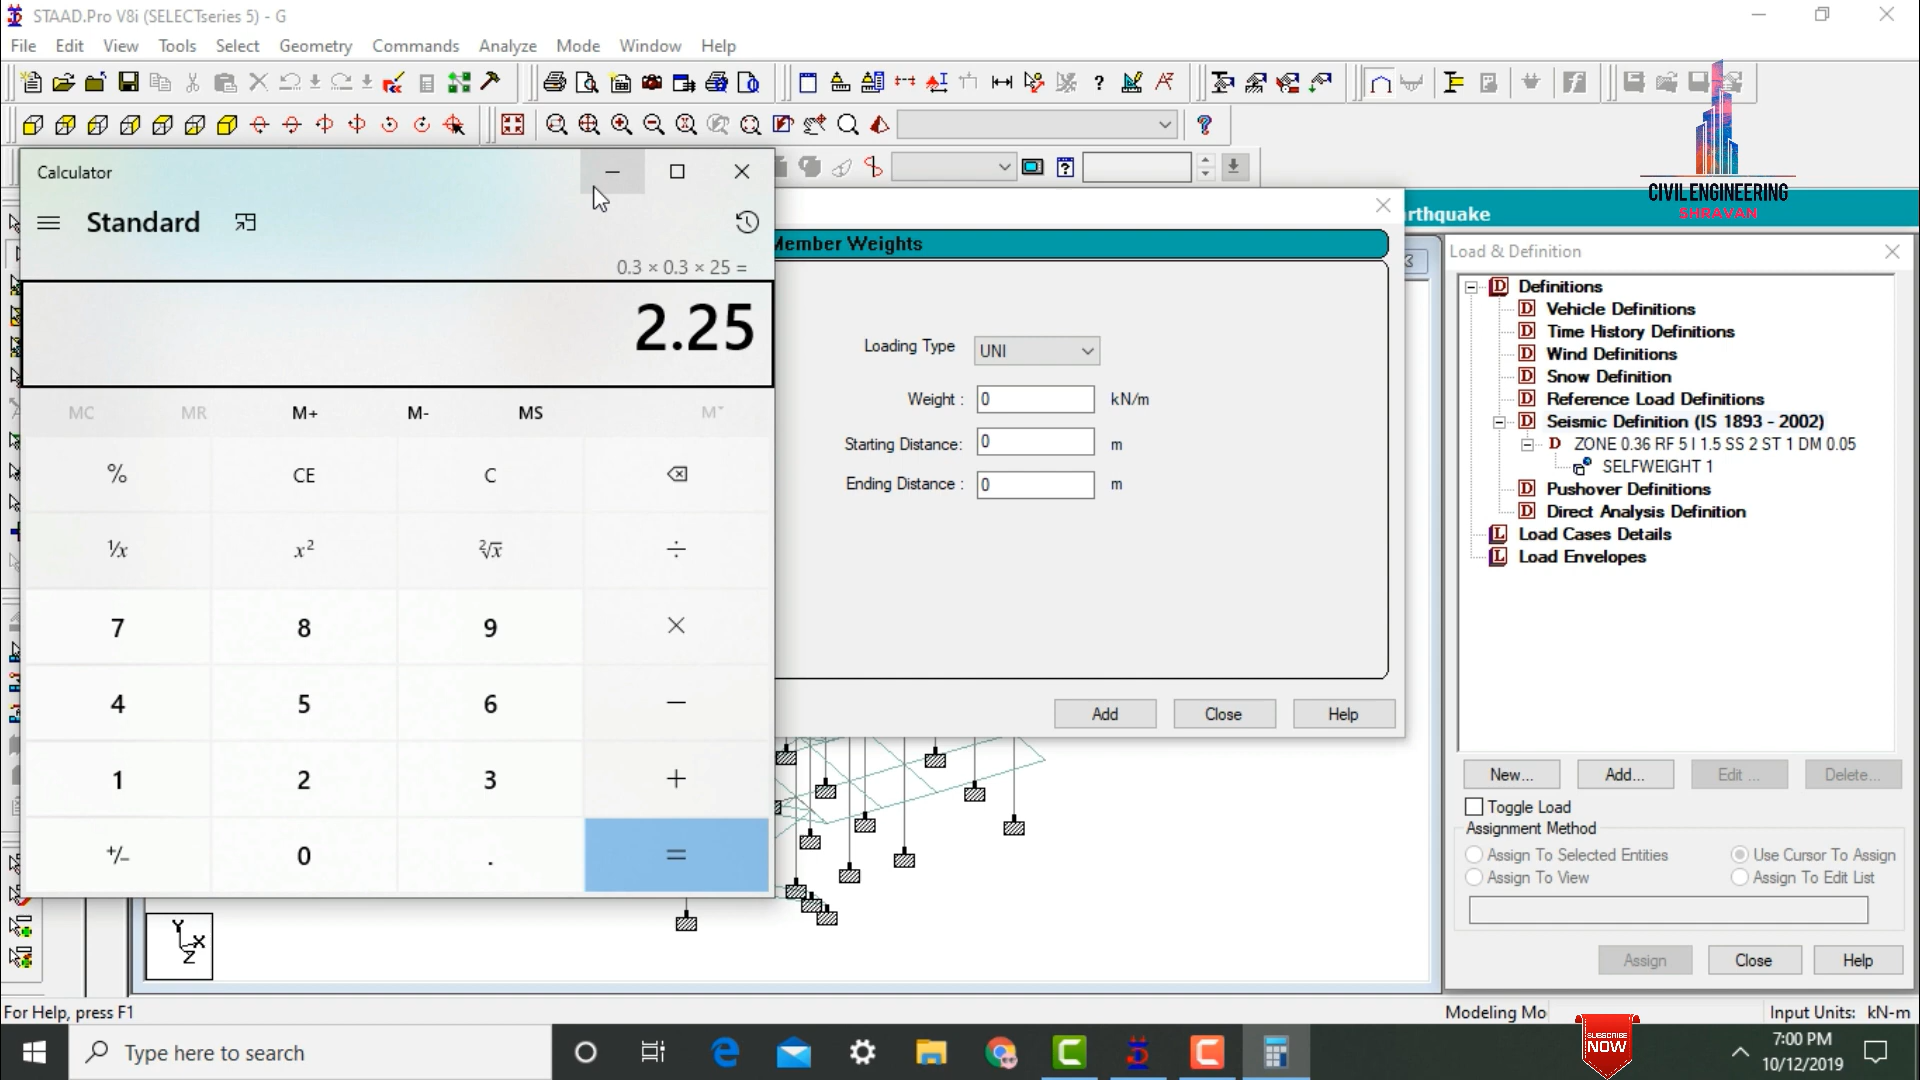 STAAD.Pro V8i (SELECTseries 5) - G
File Edit View Tools Select Geometry Commands Analyze Mode Window Help
Calculator
Standard
0.3 × 0.3 × 25 =
2.25
MC MR M+ M- MS M˅
% CE C
¹/x x² ²√x ÷
7 8 9 ×
4 5 6 −
1 2 3 +
+/− 0 . =
Member Weights
Loading Type UNI
Weight : 0 kN/m
Starting Distance: 0 m
Ending Distance : 0 m
Add Close Help
CIVIL ENGINEERING
SHRAVAN
rthquake
Load & Definition
Definitions
Vehicle Definitions
Time History Definitions
Wind Definitions
Snow Definition
Reference Load Definitions
Seismic Definition (IS 1893 - 2002)
ZONE 0.36 RF 5 I 1.5 SS 2 ST 1 DM 0.05
SELFWEIGHT 1
Pushover Definitions
Direct Analysis Definition
Load Cases Details
Load Envelopes
New... Add... Edit ... Delete...
Toggle Load
Assignment Method
Assign To Selected Entities Use Cursor To Assign
Assign To View Assign To Edit List
Assign Close Help
Y X Z
For Help, press F1 Modeling Mo Input Units: kN-m
SUBSCRIBE
NOW
Type here to search
7:00 PM
10/12/2019